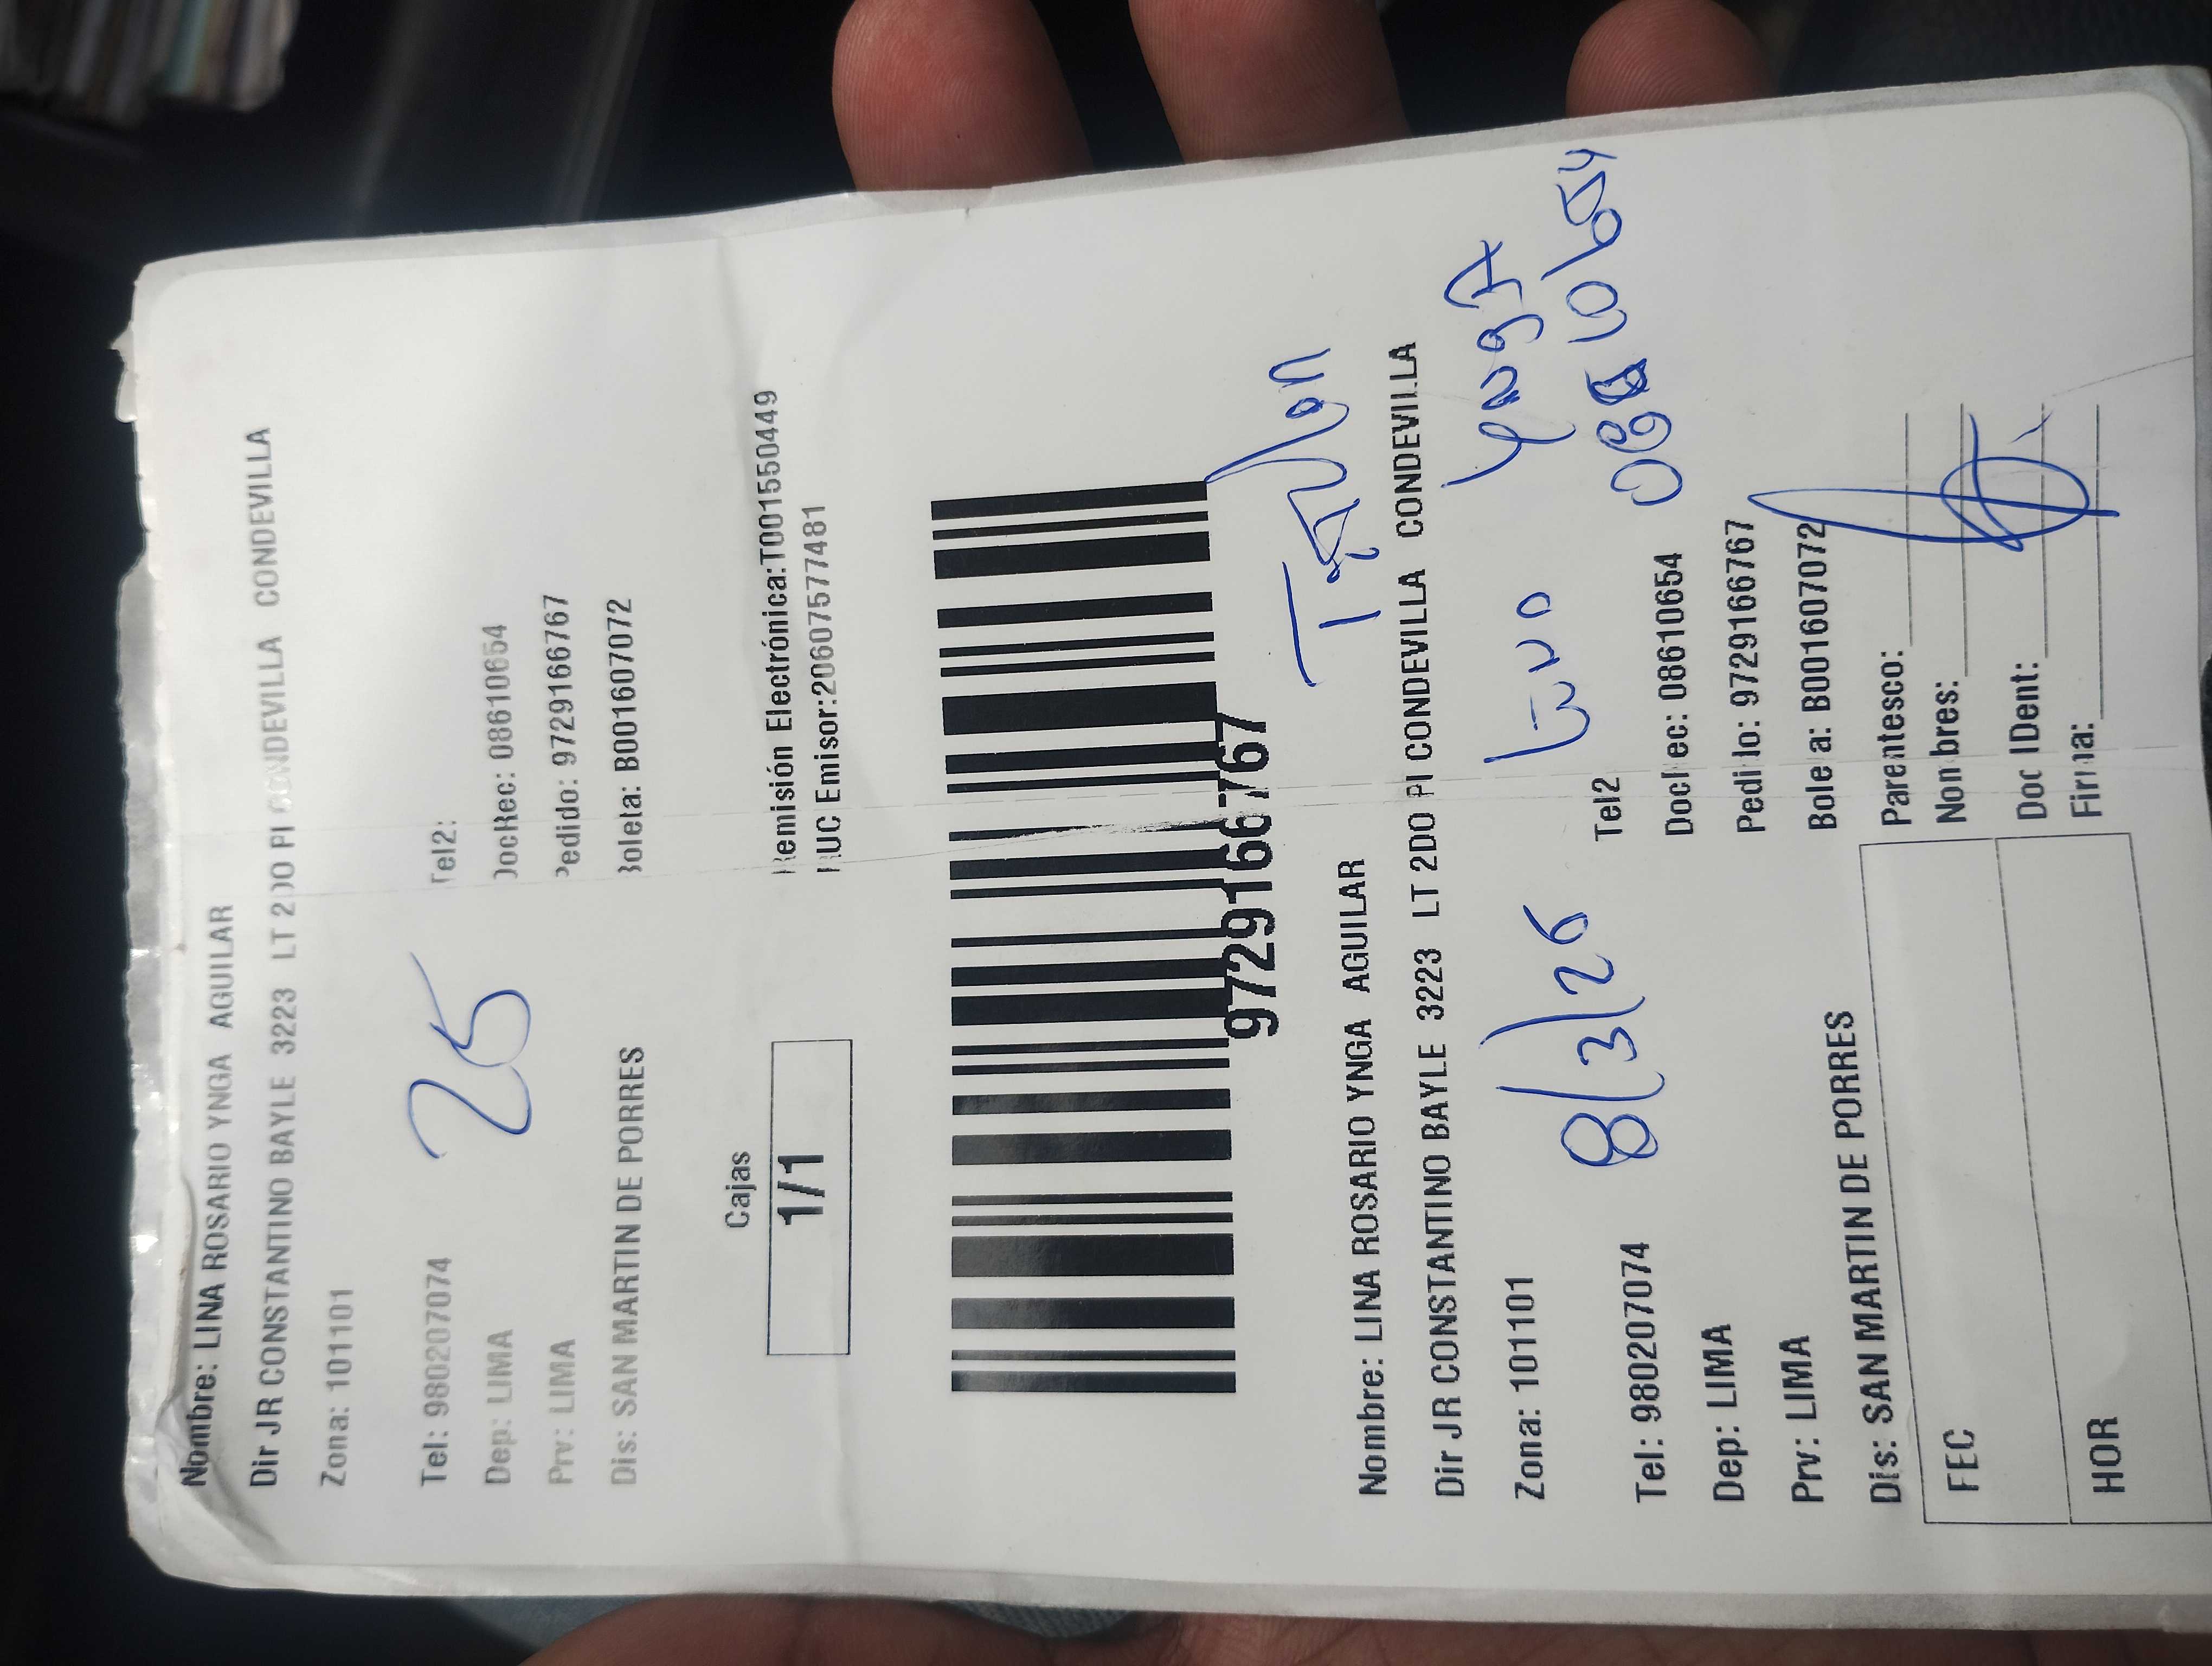 Nombre: LINA ROSARIO YNGA AGUILAR
Dir JR CONSTANTINO BAYLE 3223 LT 2DO PI CONDEVILLA CONDEVILLA
Zona: 101101
Tel: 980207074
Tel2:
25
Dep: LIMA
DocRec: 08610654
Prv: LIMA
Pedido: 9729166767
Dis: SAN MARTIN DE PORRES
Boleta: B001607072
Cajas
1/1
Remisión Electrónica:T001550449
RUC Emisor:20607577481
9729166767
Titulon
Nombre: LINA ROSARIO YNGA AGUILAR
Dir JR CONSTANTINO BAYLE 3223 LT 2DO PI CONDEVILLA CONDEVILLA
Zona: 101101
Lino Ynga
8/3/26
Tel: 980207074
Tel2
Dep: LIMA
DocRec: 08610654
Prv: LIMA
Pedido: 9729166767
Dis: SAN MARTIN DE PORRES
Boleta: B001607072
FEC
Parentesco:
Nombres:
HOR
Doc IDent:
Firma: